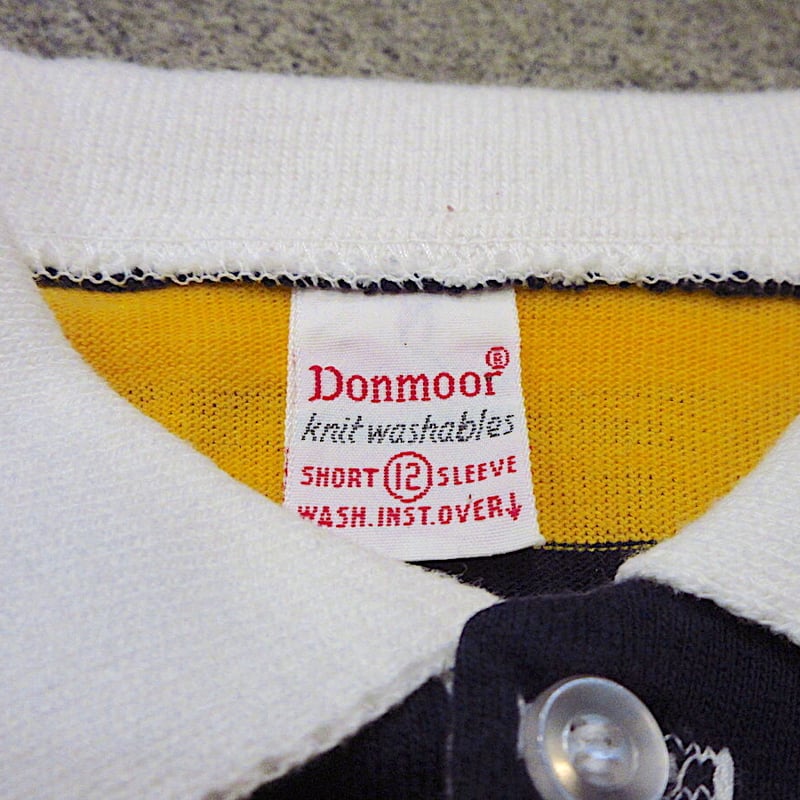 Donmoor®
knit washables
SHORT 12 SLEEVE
WASH.INST.OVER↓